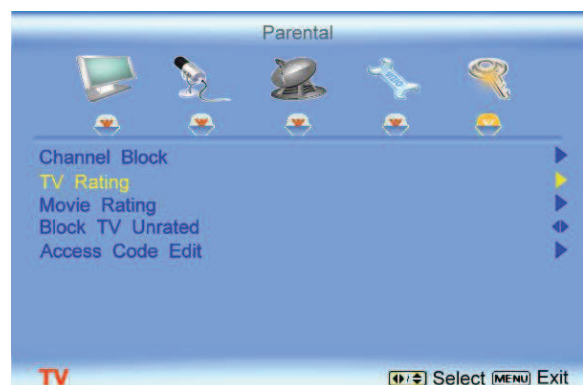 Parental
Channel Block
TV Rating
Movie Rating
Block TV Unrated
Access Code Edit
TV Select MENU Exit